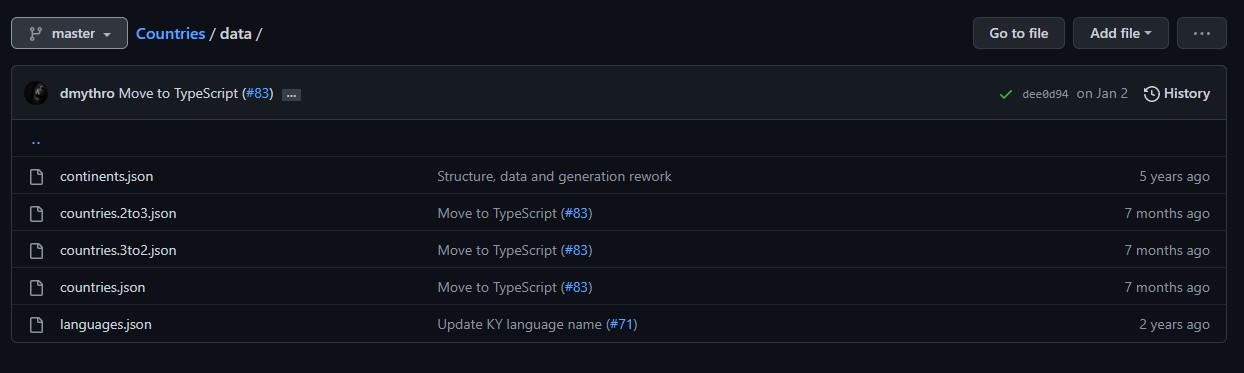 master Countries / data / Go to file Add file ...
dmythro Move to TypeScript (#83) ... dee0d94 on Jan 2 History
..
continents.json Structure, data and generation rework 5 years ago
countries.2to3.json Move to TypeScript (#83) 7 months ago
countries.3to2.json Move to TypeScript (#83) 7 months ago
countries.json Move to TypeScript (#83) 7 months ago
languages.json Update KY language name (#71) 2 years ago